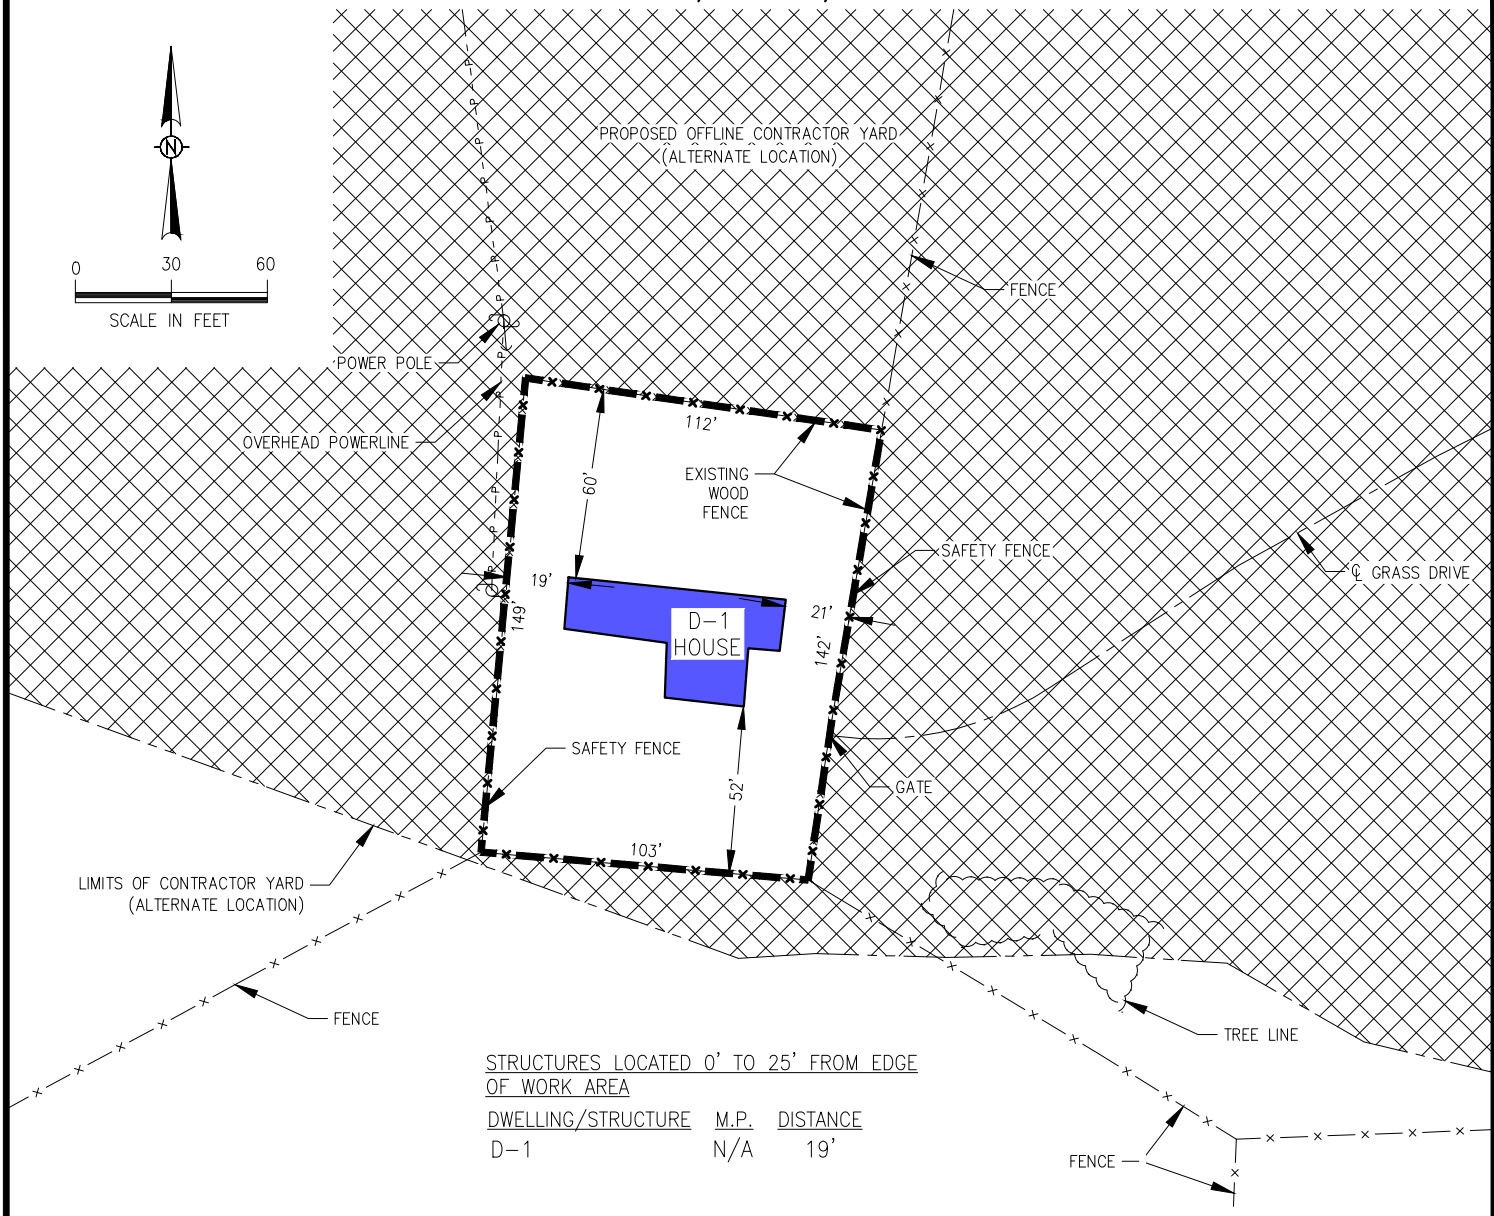 PROPOSED OFFLINE CONTRACTOR YARD
(ALTERNATE LOCATION)
N
0 30 60
SCALE IN FEET
FENCE
POWER POLE
OVERHEAD POWERLINE
112'
EXISTING
WOOD
FENCE
60'
SAFETY FENCE
℄ GRASS DRIVE
19'
149'
D-1
HOUSE
21'
142'
SAFETY FENCE
52'
GATE
103'
LIMITS OF CONTRACTOR YARD
(ALTERNATE LOCATION)
FENCE
TREE LINE
STRUCTURES LOCATED 0' TO 25' FROM EDGE
OF WORK AREA
DWELLING/STRUCTURE M.P. DISTANCE
D-1 N/A 19'
FENCE